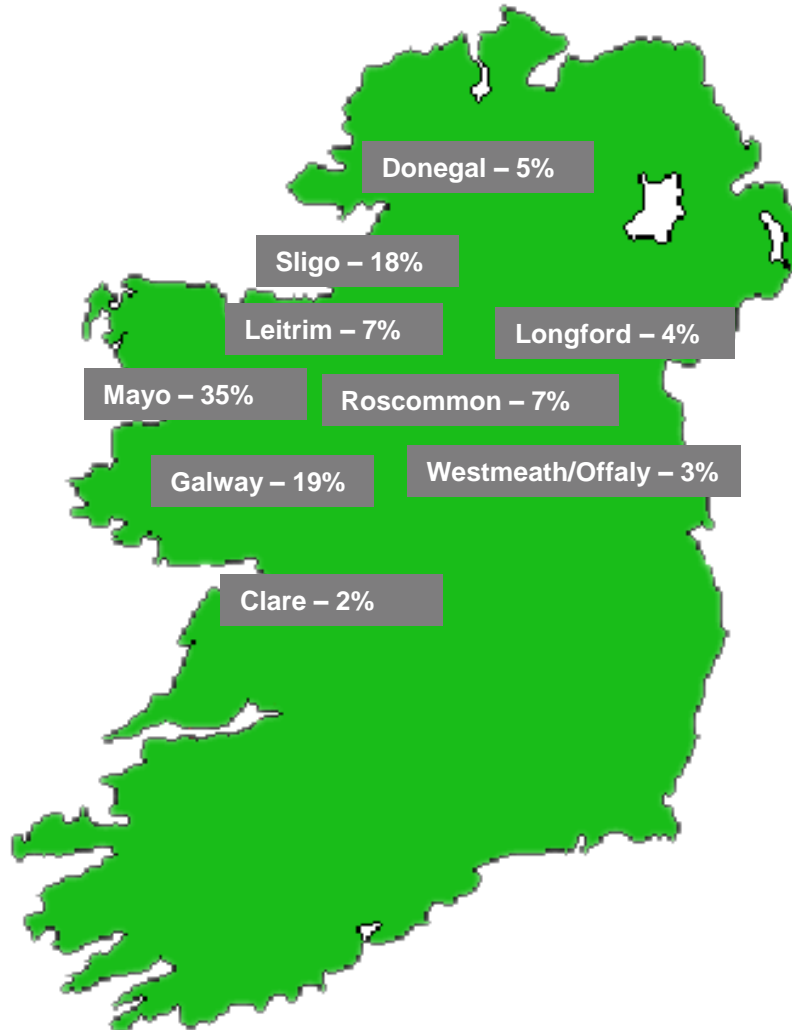 Donegal – 5%
Sligo – 18%
Leitrim – 7%
Longford – 4%
Mayo – 35%
Roscommon – 7%
Galway – 19%
Westmeath/Offaly – 3%
Clare – 2%